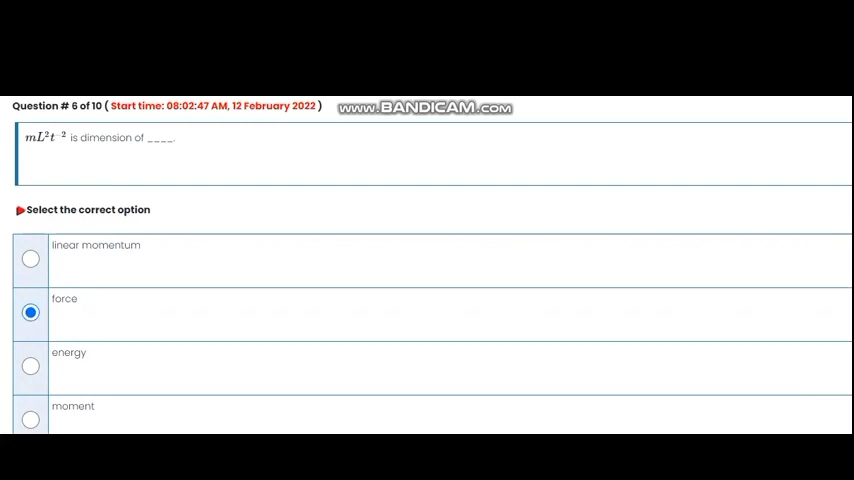 Question # 6 of 10 ( Start time: 08:02:47 AM, 12 February 2022 )
www.BANDICAM.com
mL²t⁻² is dimension of ____.
Select the correct option
linear momentum
force
energy
moment